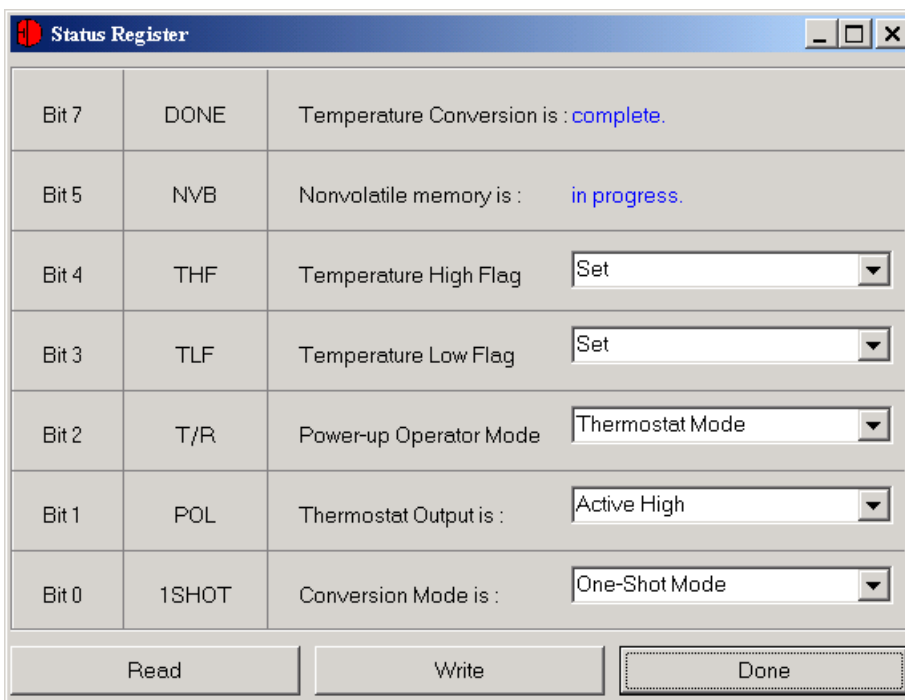 Status Register
Bit 7 DONE Temperature Conversion is : complete.
Bit 5 NVB Nonvolatile memory is : in progress.
Bit 4 THF Temperature High Flag Set
Bit 3 TLF Temperature Low Flag Set
Bit 2 T/R Power-up Operator Mode Thermostat Mode
Bit 1 POL Thermostat Output is : Active High
Bit 0 1SHOT Conversion Mode is : One-Shot Mode
Read Write Done